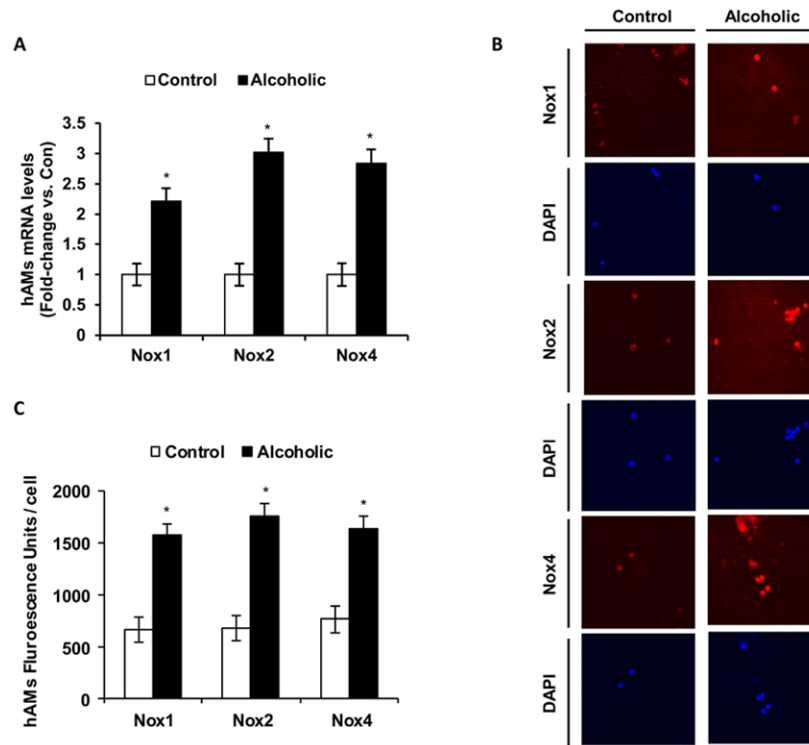 A
Control Alcoholic
hAMs mRNA levels
(Fold-change vs. Con)
3.5
3
2.5
2
1.5
1
0.5
0
* * *
Nox1 Nox2 Nox4
B
Control Alcoholic
Nox1
DAPI
Nox2
DAPI
Nox4
DAPI
C
Control Alcoholic
hAMs Fluroescence Units / cell
2000
1500
1000
500
0
* * *
Nox1 Nox2 Nox4